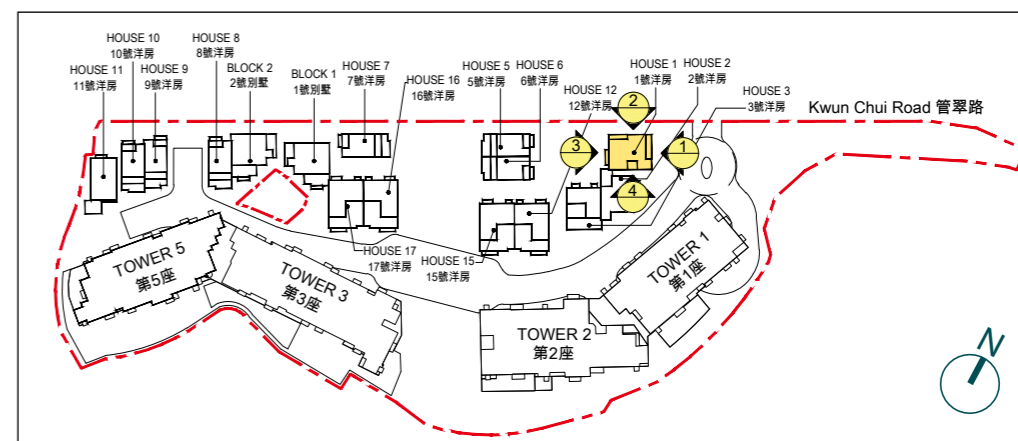 HOUSE 10
10號洋房
HOUSE 11
11號洋房
HOUSE 9
9號洋房
HOUSE 8
8號洋房
BLOCK 2
2號別墅
BLOCK 1
1號別墅
HOUSE 7
7號洋房
HOUSE 16
16號洋房
HOUSE 5
5號洋房
HOUSE 6
6號洋房
HOUSE 12
12號洋房
HOUSE 1
1號洋房
HOUSE 2
2號洋房
HOUSE 3
3號洋房
Kwun Chui Road 管翠路
2
3
1
4
HOUSE 17
17號洋房
HOUSE 15
15號洋房
TOWER 5
第5座
TOWER 3
第3座
TOWER 2
第2座
TOWER 1
第1座
N